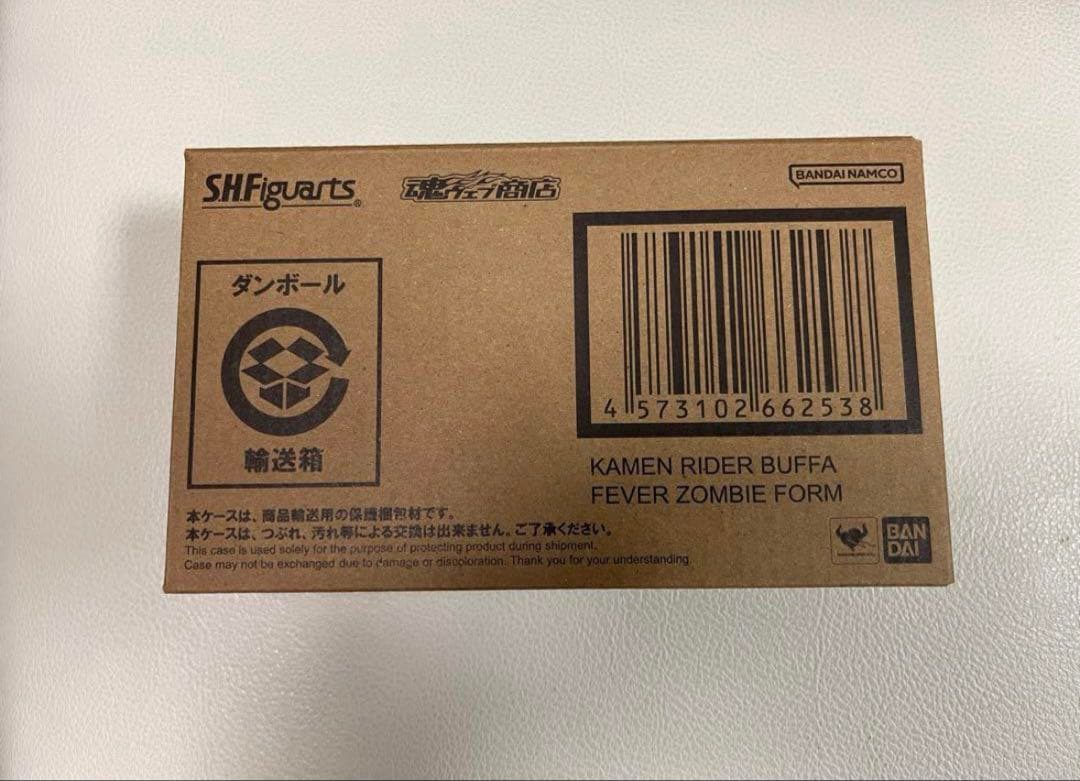 S.H.Figuarts®
魂ウェブ商店
BANDAI NAMCO
ダンボール
輸送箱
4 573102 662538
KAMEN RIDER BUFFA
FEVER ZOMBIE FORM
本ケースは、商品輸送用の保護梱包材です。
本ケースは、つぶれ、汚れ等による交換は出来ません。ご了承ください。
This case is used solely for the purpose of protecting product during shipment.
Case may not be exchanged due to damage or discoloration. Thank you for your understanding.
BAN
DAI